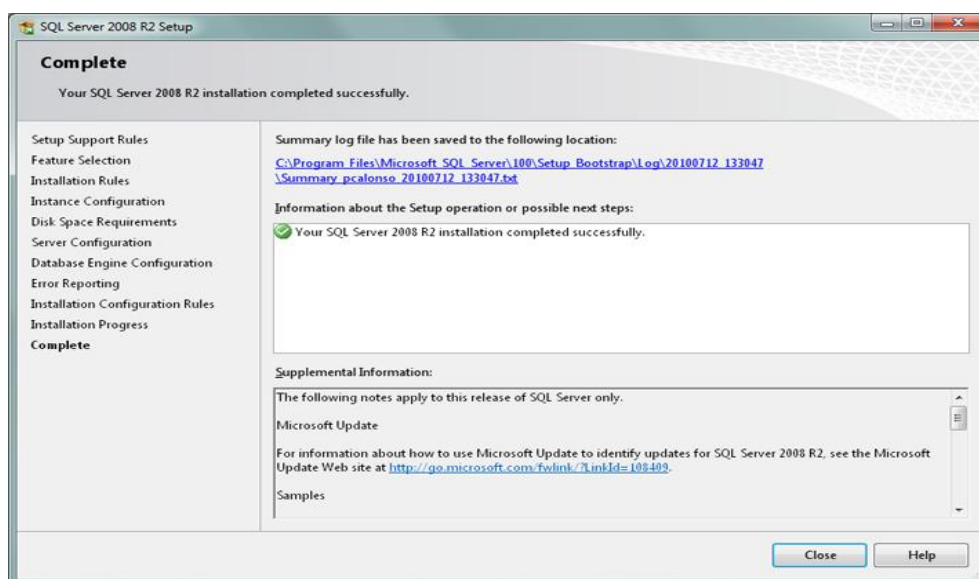 SQL Server 2008 R2 Setup
Complete
Your SQL Server 2008 R2 installation completed successfully.
Setup Support Rules
Feature Selection
Installation Rules
Instance Configuration
Disk Space Requirements
Server Configuration
Database Engine Configuration
Error Reporting
Installation Configuration Rules
Installation Progress
Complete
Summary log file has been saved to the following location:
C:\Program Files\Microsoft SQL Server\100\Setup Bootstrap\Log\20100712_133047
\Summary_pcalonso_20100712_133047.txt
Information about the Setup operation or possible next steps:
Your SQL Server 2008 R2 installation completed successfully.
Supplemental Information:
The following notes apply to this release of SQL Server only.
Microsoft Update
For information about how to use Microsoft Update to identify updates for SQL Server 2008 R2, see the Microsoft
Update Web site at http://go.microsoft.com/fwlink/?LinkId=108409.
Samples
Close
Help